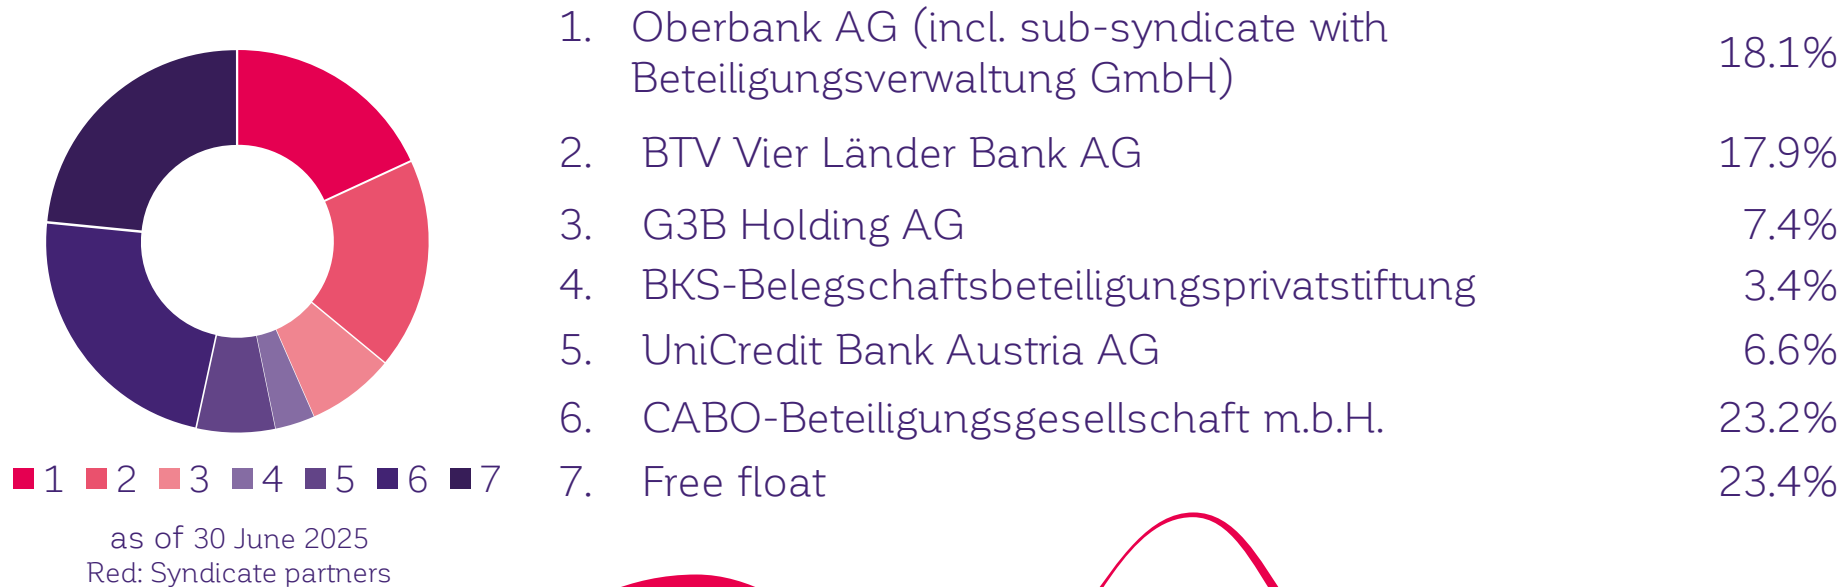 1. Oberbank AG (incl. sub-syndicate with
Beteiligungsverwaltung GmbH) 18.1%
2. BTV Vier Länder Bank AG 17.9%
3. G3B Holding AG 7.4%
4. BKS-Belegschaftsbeteiligungsprivatstiftung 3.4%
5. UniCredit Bank Austria AG 6.6%
6. CABO-Beteiligungsgesellschaft m.b.H. 23.2%
7. Free float 23.4%
1 2 3 4 5 6 7
as of 30 June 2025
Red: Syndicate partners